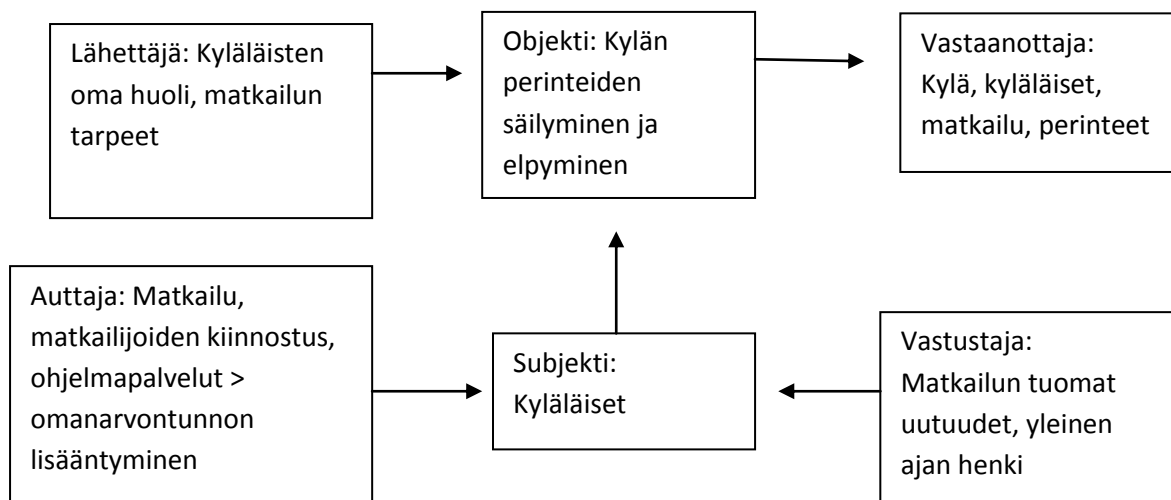 Lähettäjä: Kyläläisten
oma huoli, matkailun
tarpeet
Objekti: Kylän
perinteiden
säilyminen ja
elpyminen
Vastaanottaja:
Kylä, kyläläiset,
matkailu, perinteet
Auttaja: Matkailu,
matkailijoiden kiinnostus,
ohjelmapalvelut >
omanarvontunnon
lisääntyminen
Subjekti:
Kyläläiset
Vastustaja:
Matkailun tuomat
uutuudet, yleinen
ajan henki